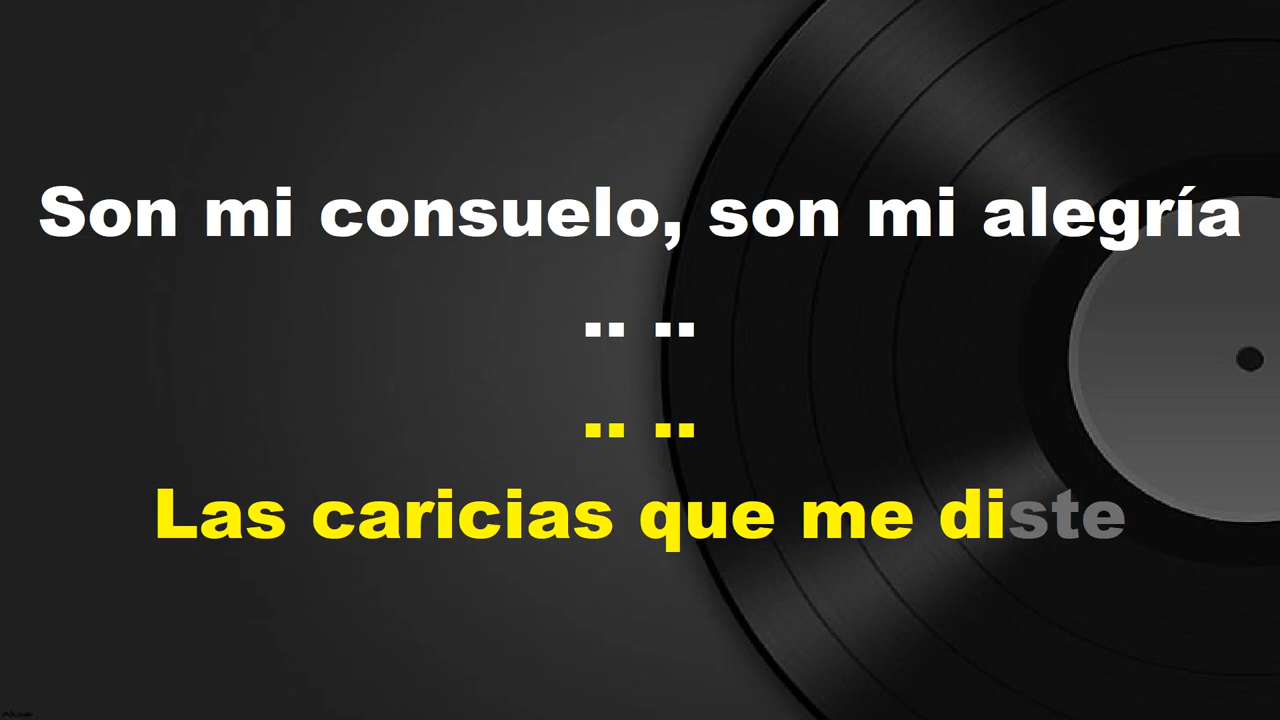 Son mi consuelo, son mi alegría
.. ..
.. ..
Las caricias que me diste